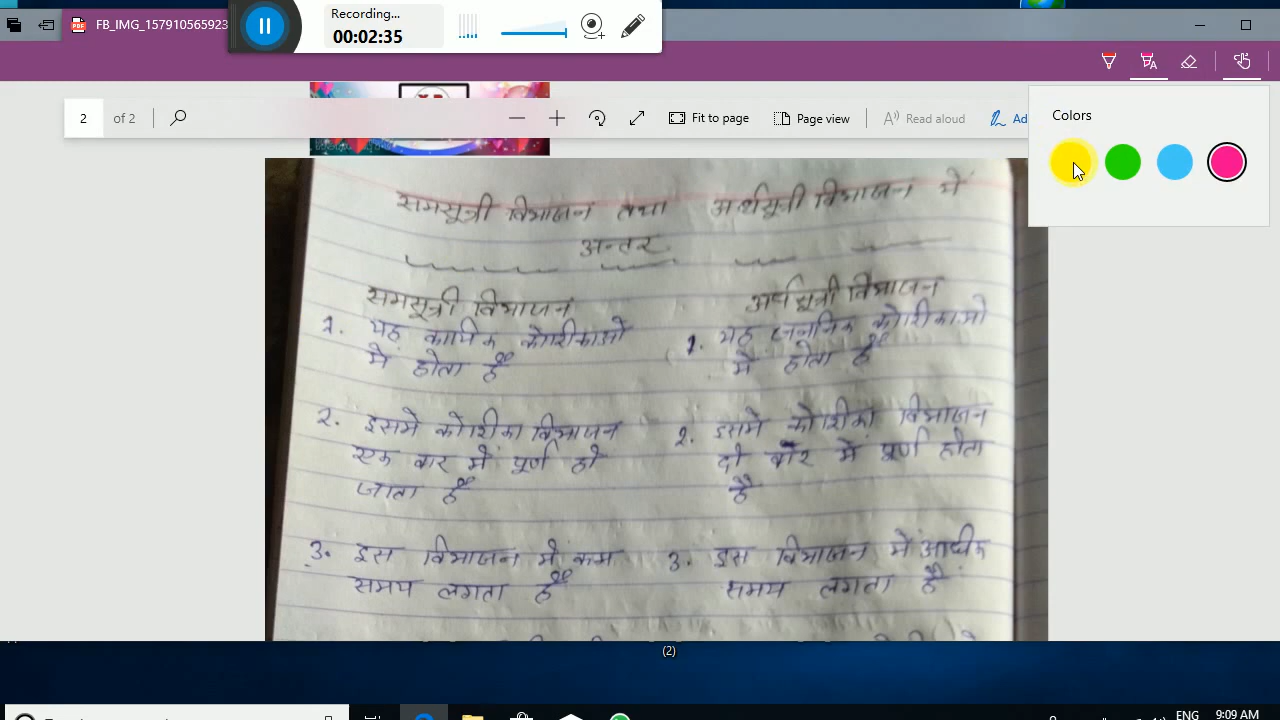 Recording...
00:02:35
FB_IMG_157910565923
2 of 2
Fit to page
Page view
Read aloud
Ad
Colors
समसूत्री विभाजन तथा अर्धसूत्री विभाजन में
अन्तर
समसूत्री विभाजन
अर्धसूत्री विभाजन
1. यह कायिक कोशिकाओ
में होता हैं
1. यह जननिक कोशिकाओ
में होता हैं
2. इसमे कोशिका विभाजन
एक बार में पूर्ण हो
जाता हैं
2. इसमे कोशिका विभाजन
दो बार में पूर्ण होता
है
3. इस विभाजन में कम
समय लगता हैं
3. इस विभाजन में अधिक
समय लगता है
(2)
ENG
9:09 AM